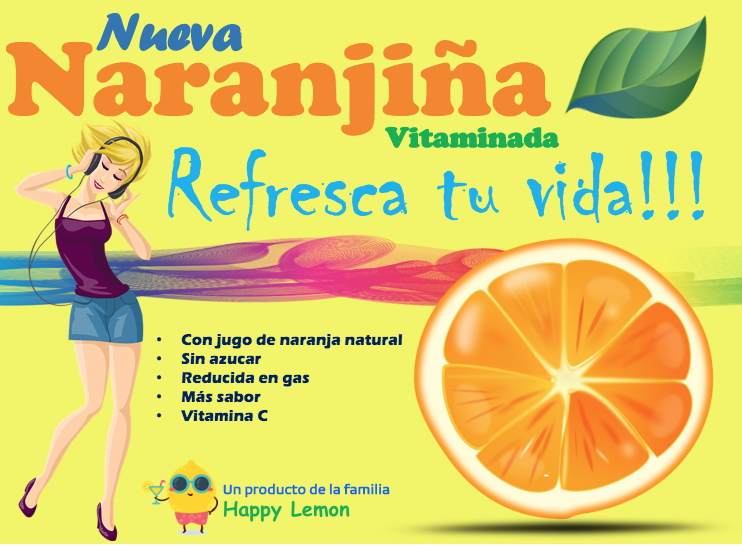 Nueva
Naranjiña
Vitaminada
Refresca tu vida!!!
• Con jugo de naranja natural
• Sin azucar
• Reducida en gas
• Más sabor
• Vitamina C
Un producto de la familia
Happy Lemon